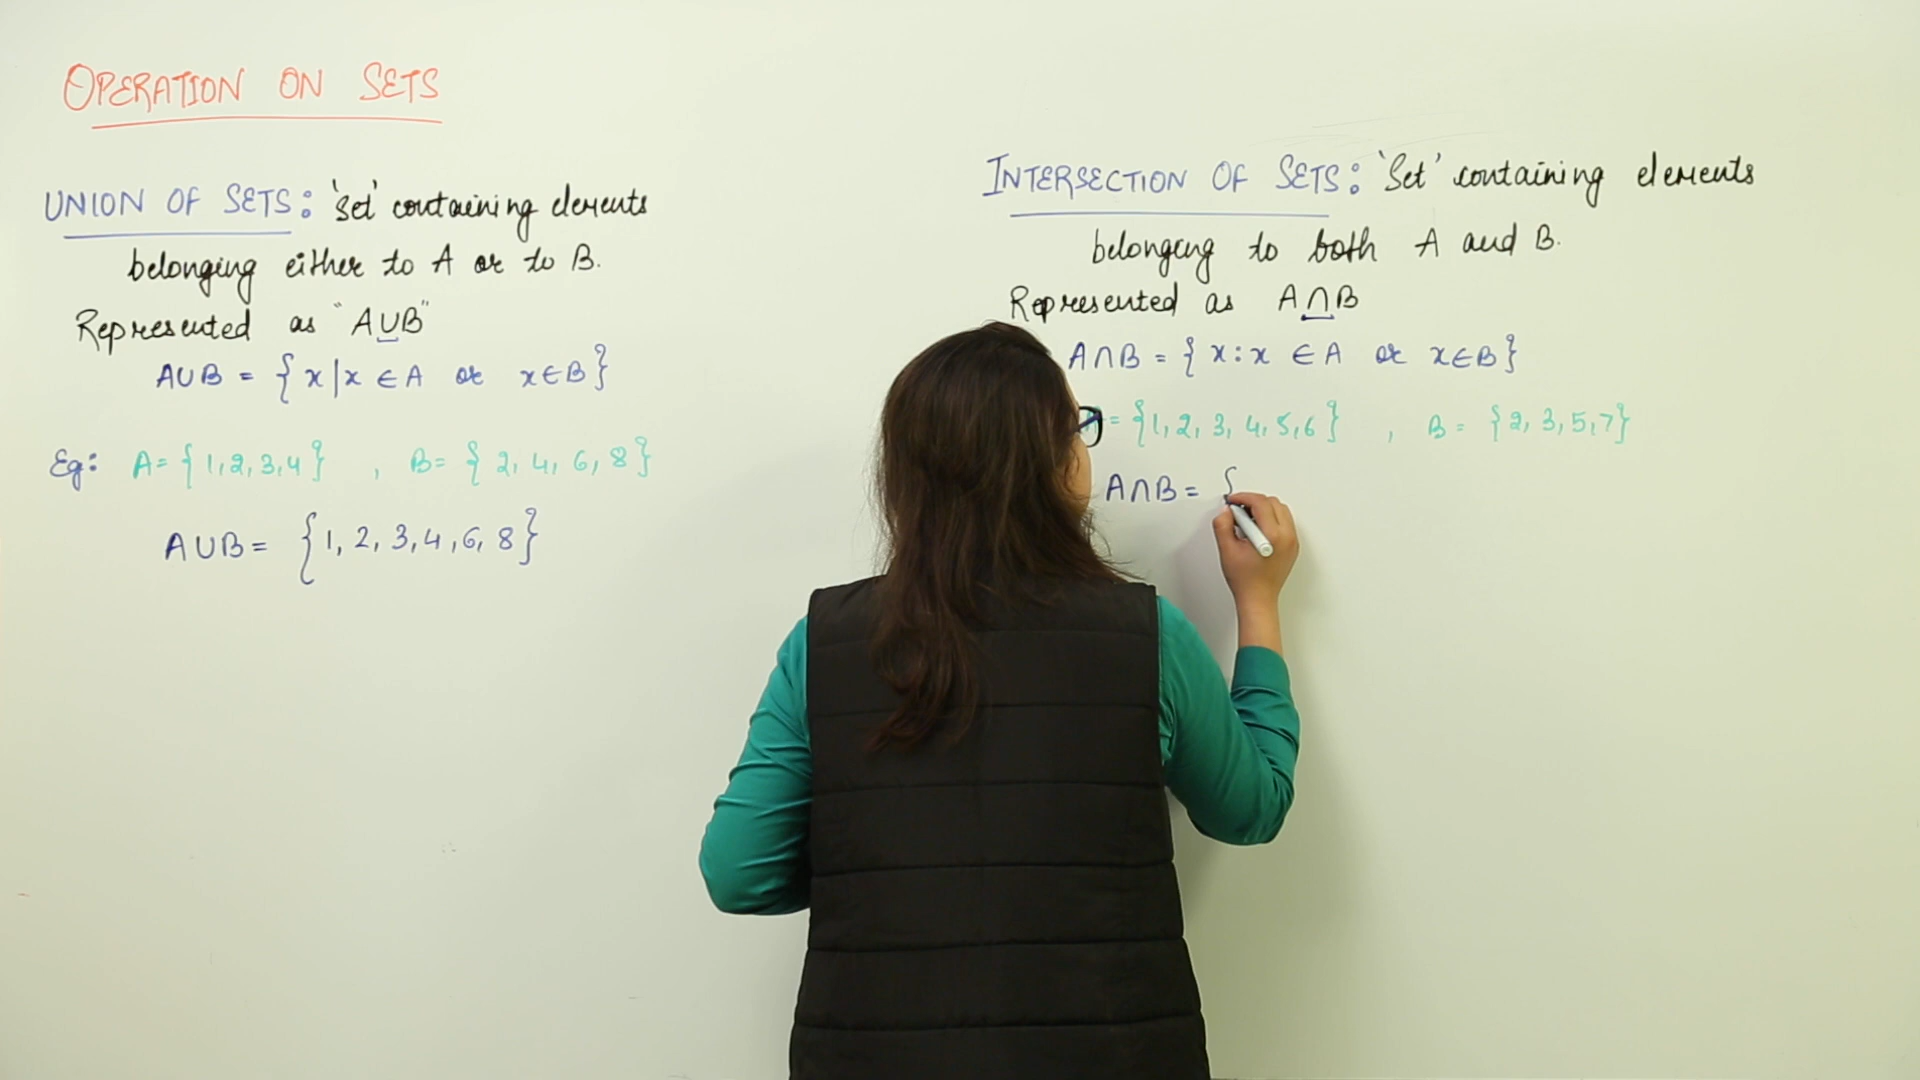 OPERATION ON SETS
UNION OF SETS: 'Set' containing elements
belonging either to A or to B.
Represented as "A∪B"
A∪B = { x | x ∈ A or x ∈ B }
Eg: A = { 1, 2, 3, 4 } , B = { 2, 4, 6, 8 }
A∪B = { 1, 2, 3, 4, 6, 8 }
INTERSECTION OF SETS: 'Set' containing elements
belonging to both A and B.
Represented as A∩B
A∩B = { x : x ∈ A or x ∈ B }
A = { 1, 2, 3, 4, 5, 6 } , B = { 2, 3, 5, 7 }
A∩B = {